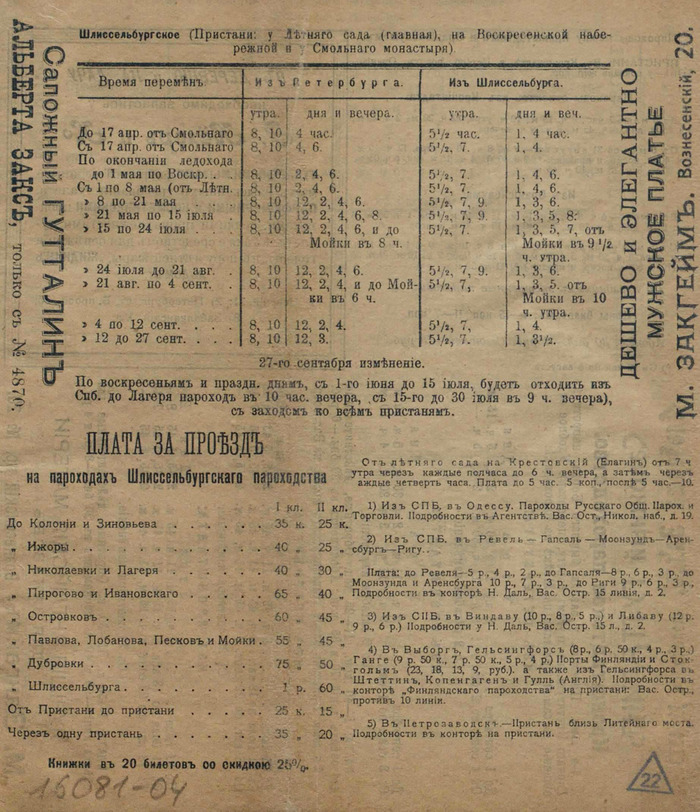 Шлиссельбургское (Пристани: у Лѣтняго сада (главная), на Воскресенской набе-
режной и у Смольнаго монастыря)
Время перемѣнъ. Изъ Петербурга. Изъ Шлиссельбурга.
утра. дня и вечера. утра. дня и веч.
До 17 апр. отъ Смольнаго 8, 10 4 час. 5½ час. 1, 4 час.
Съ 17 апр. отъ Смольнаго 8, 10 4, 6. 5½, 7. 1, 4.
По окончаніи ледохода
до 1 мая по Воскр. . . 8, 10 2, 4, 6. 5½, 7. 1, 4, 6.
Съ 1 по 8 мая (отъ Лѣтн. 8, 10 2, 4, 6. 5½, 7. 1, 4, 6.
» 8 по 21 мая . . . 8, 10 12, 2, 4, 6. 5½, 7, 9. 1, 3, 6.
» 21 мая по 15 іюля . 8, 10 12, 2, 4, 6, 8. 5½, 7, 9. 1, 3, 5, 8.
» 15 по 24 іюля . . . 8, 10 12, 2, 4, 6, и до 5½, 7. 1, 3, 5, 7, отъ
Мойки въ 8 ч. Мойки въ 9½
ч. утра.
» 24 іюля до 21 авг. . 8, 10 12, 2, 4, 6. 5½, 7, 9. 1, 3, 6.
» 21 авг. по 4 сент. . 8, 10 12, 2, 4, и до Мой- 5½, 7, 1, 3, 5. отъ
ки въ 6 ч. Мойки въ 10
ч. утра.
» 4 по 12 сент. . . . 8, 10 12, 2, 4. 5½, 7, 1, 4.
» 12 до 27 сент. . . . 8, 10 12, 3. 5½, 7. 1, 3½.
27-го сентября измѣненіе.
По воскресеньямъ и праздн. днямъ, съ 1-го іюня до 15 іюля, будетъ отходить изъ
Спб. до Лагеря пароходъ въ 10 час. вечера, (съ 15-го до 30 іюля въ 9 ч. вечера),
съ заходомъ ко всѣмъ пристанямъ.
Сапожный ГУТТАЛИНЪ
АЛЬБЕРТА ЗАКСЪ, только съ № 4870.
ДЕШЕВО и ЭЛЕГАНТНО
МУЖСКОЕ ПЛАТЬЕ
М. ЗАКГЕЙМЪ. Вознесенскій, 20.
ПЛАТА ЗА ПРОѢЗДЪ
на пароходахъ Шлиссельбургскаго пароходства
I кл. II кл.
До Колоніи и Зиновьева . . . . . . 35 к. 25 к.
„ Ижоры . . . . . . . . . . . 40 „ 25 „
„ Николаевки и Лагеря . . . . . . 40 „ 30 „
„ Пирогово и Ивановскаго . . . . . 65 „ 40 „
„ Островковъ . . . . . . . . . 60 „ 45 „
„ Павлова, Лобанова, Песковъ и Мойки . 55 „ 45 „
„ Дубровки . . . . . . . . . . 75 „ 50 „
„ Шлиссельбурга . . . . . . . . 1 р. 60 „
Отъ Пристани до пристани . . . . . 25 к. 15 „
Черезъ одну пристань . . . . . . . 35 „ 20 „
Книжки въ 20 билетовъ со скидкою 25%.
Отъ лѣтняго сада на Крестовскій (Елагинъ) отъ 7 ч
утра черезъ каждые полчаса до 6 ч. вечера, а затѣмъ черезъ
каждые четверть часа. Плата до 5 час. 5 коп., послѣ 5 час.—10.
1) Изъ СПБ. въ Одессу. Пароходы Русскаго Общ. Парох. и
Торговли. Подробности въ Агентствѣ. Вас. Ост., Никол. наб., д. 19.
2) Изъ СПБ. въ Ревель — Гапсаль — Моонзундъ—Арен-
сбургъ—Ригу.
Плата: до Ревеля—5 р., 4 р., 2 р., до Гапсаля—8 р., 6 р., 3 р., до
Моонзунда и Аренсбурга 10 р., 7 р., 3 р., до Риги 9 р., 6 р., 3 р.,
Подробности въ конторѣ Н. Даль, Вас. Остр. 15 линія, д. 2.
3) Изъ СПБ. въ Виндаву (10 р., 8 р., 5 р.,) и Либаву (12 р.
9 р., 6 р.) Подробности у Н. Даль, Вас. Остр. 15 л., д. 2.
4) Въ Выборгъ, Гельсингфорсъ (8 р., 6 р. 50 к., 4 р., 3 р.)
Ганге (9 р. 50 к., 7 р. 50 к., 5 р., 4 р.) Порты Финляндіи и Сток-
гольмъ (23, 18, 13, 9, руб.). а также изъ Гельсингфорса въ
Штеттинъ, Копенгагенъ и Гулль (Англія). Подробности въ
конторѣ „Финляндскаго пароходства“ на пристани: Вас. Ост.,
противъ 10 линіи.
5) Въ Петрозаводскъ.—Пристань близь Литейнаго моста.
Подробности въ конторѣ на пристани.
16081-04
22